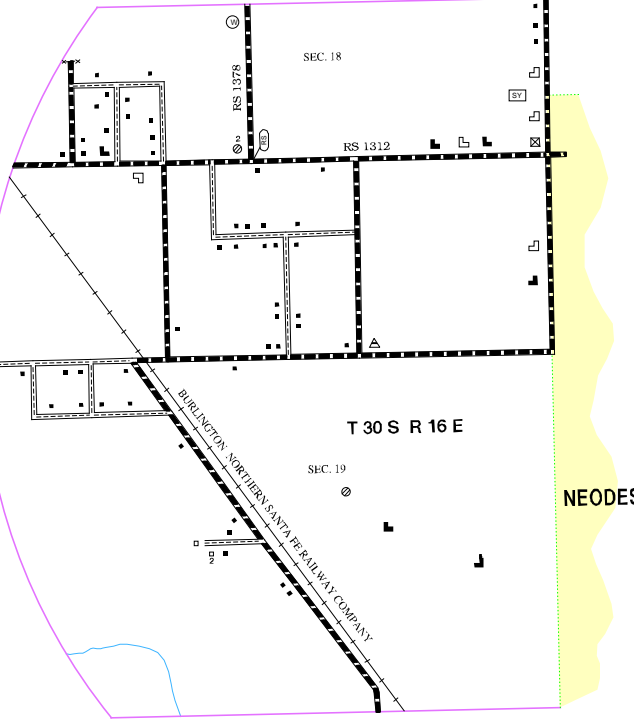 W
SEC. 18
RS 1378
SY
2
RS
RS 1312
BURLINGTON NORTHERN SANTA FE RAILWAY COMPANY
T 30 S R 16 E
SEC. 19
NEODES
2